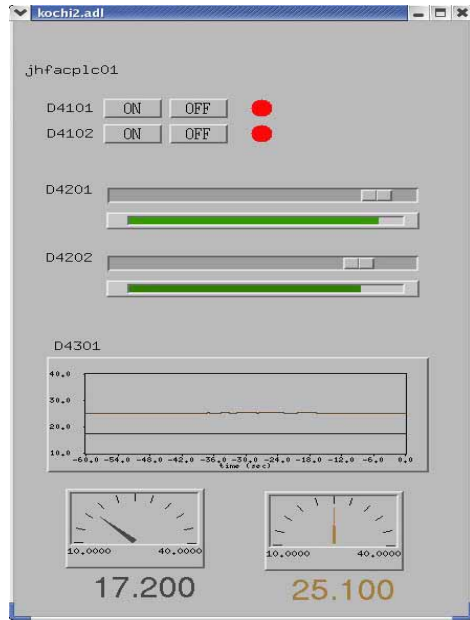 kochi2.adl
jhfacplc01
D4101 ON OFF
D4102 ON OFF
D4201
D4202
D4301
40.0
30.0
20.0
10.0
-60.0 -54.0 -48.0 -42.0 -36.0 -30.0 -24.0 -18.0 -12.0 -6.0 0.0
time (sec)
10.0000 40.0000
10.0000 40.0000
17.200
25.100